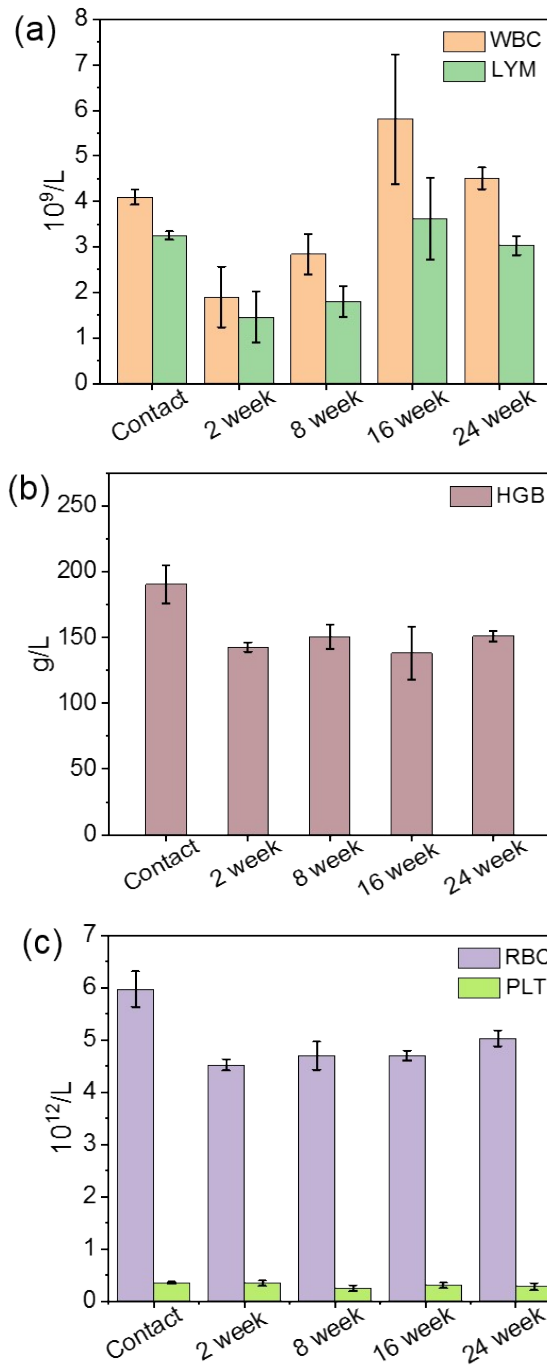 (a)
WBC
LYM
10⁹/L
8
7
6
5
4
3
2
1
0
Contact
2 week
8 week
16 week
24 week
(b)
HGB
g/L
250
200
150
100
50
0
Contact
2 week
8 week
16 week
24 week
(c)
RBC
PLT
10¹²/L
7
6
5
4
3
2
1
0
Contact
2 week
8 week
16 week
24 week